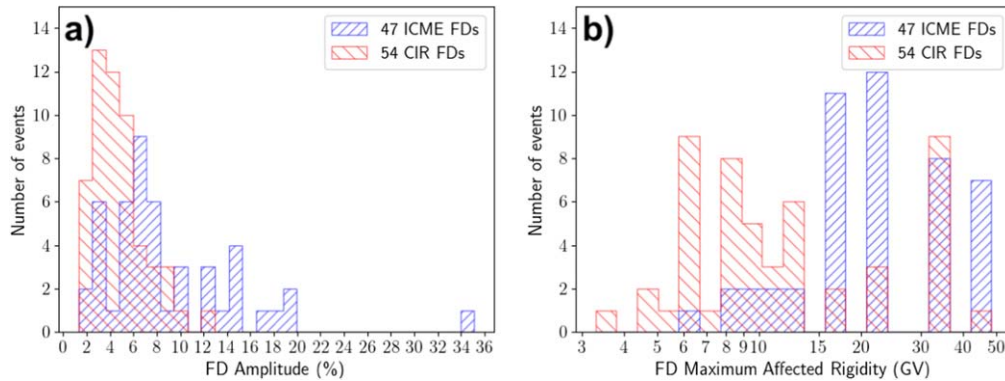 a)
47 ICME FDs
54 CIR FDs
Number of events
14
12
10
8
6
4
2
0
0 2 4 6 8 10 12 14 16 18 20 22 24 26 28 30 32 34 36
FD Amplitude (%)
b)
47 ICME FDs
54 CIR FDs
Number of events
14
12
10
8
6
4
2
0
3 4 5 6 7 8 9 10 15 20 30 40 50
FD Maximum Affected Rigidity (GV)